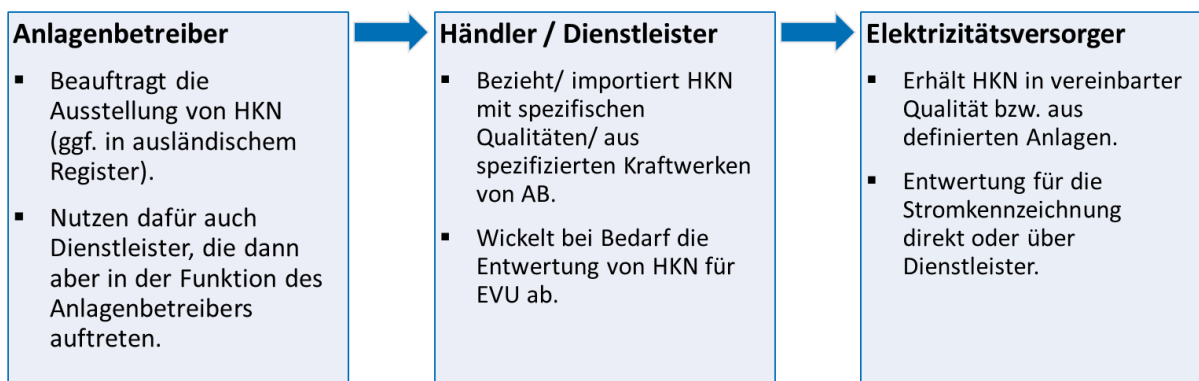 Anlagenbetreiber
▪ Beauftragt die
Ausstellung von HKN
(ggf. in ausländischem
Register).
▪ Nutzen dafür auch
Dienstleister, die dann
aber in der Funktion des
Anlagenbetreibers
auftreten.
Händler / Dienstleister
▪ Bezieht/ importiert HKN
mit spezifischen
Qualitäten/ aus
spezifizierten Kraftwerken
von AB.
▪ Wickelt bei Bedarf die
Entwertung von HKN für
EVU ab.
Elektrizitätsversorger
▪ Erhält HKN in vereinbarter
Qualität bzw. aus
definierten Anlagen.
▪ Entwertung für die
Stromkennzeichnung
direkt oder über
Dienstleister.